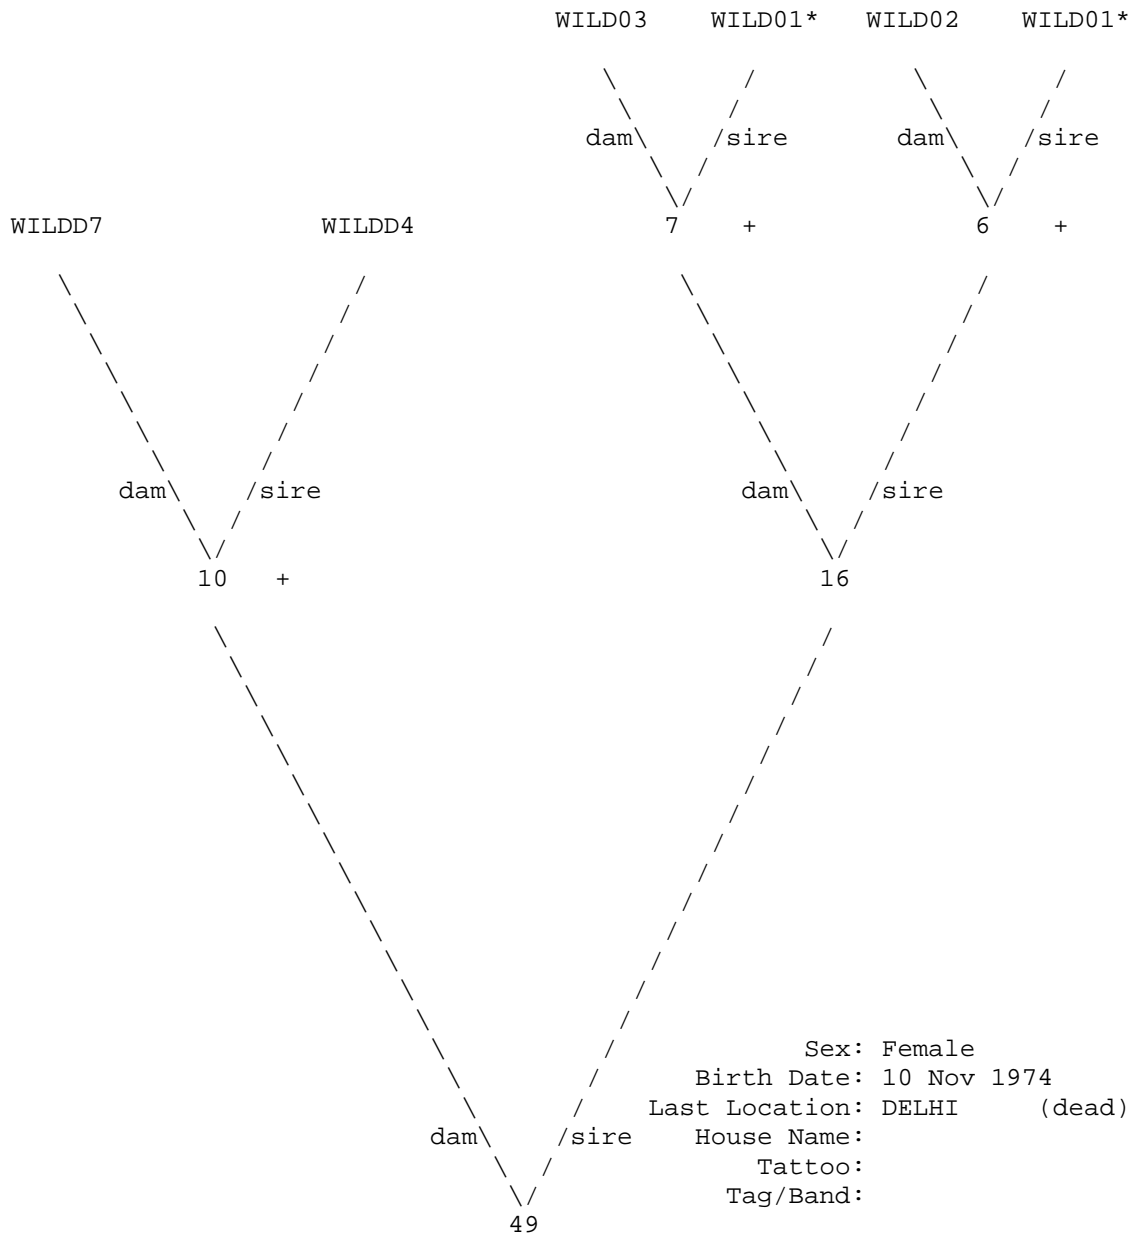 WILD03 WILD01* WILD02 WILD01*
dam sire dam sire
WILDD7 WILDD4 7 + 6 +
dam sire dam sire
10 + 16
Sex: Female
Birth Date: 10 Nov 1974
Last Location: DELHI (dead)
dam sire House Name:
Tattoo:
Tag/Band:
49